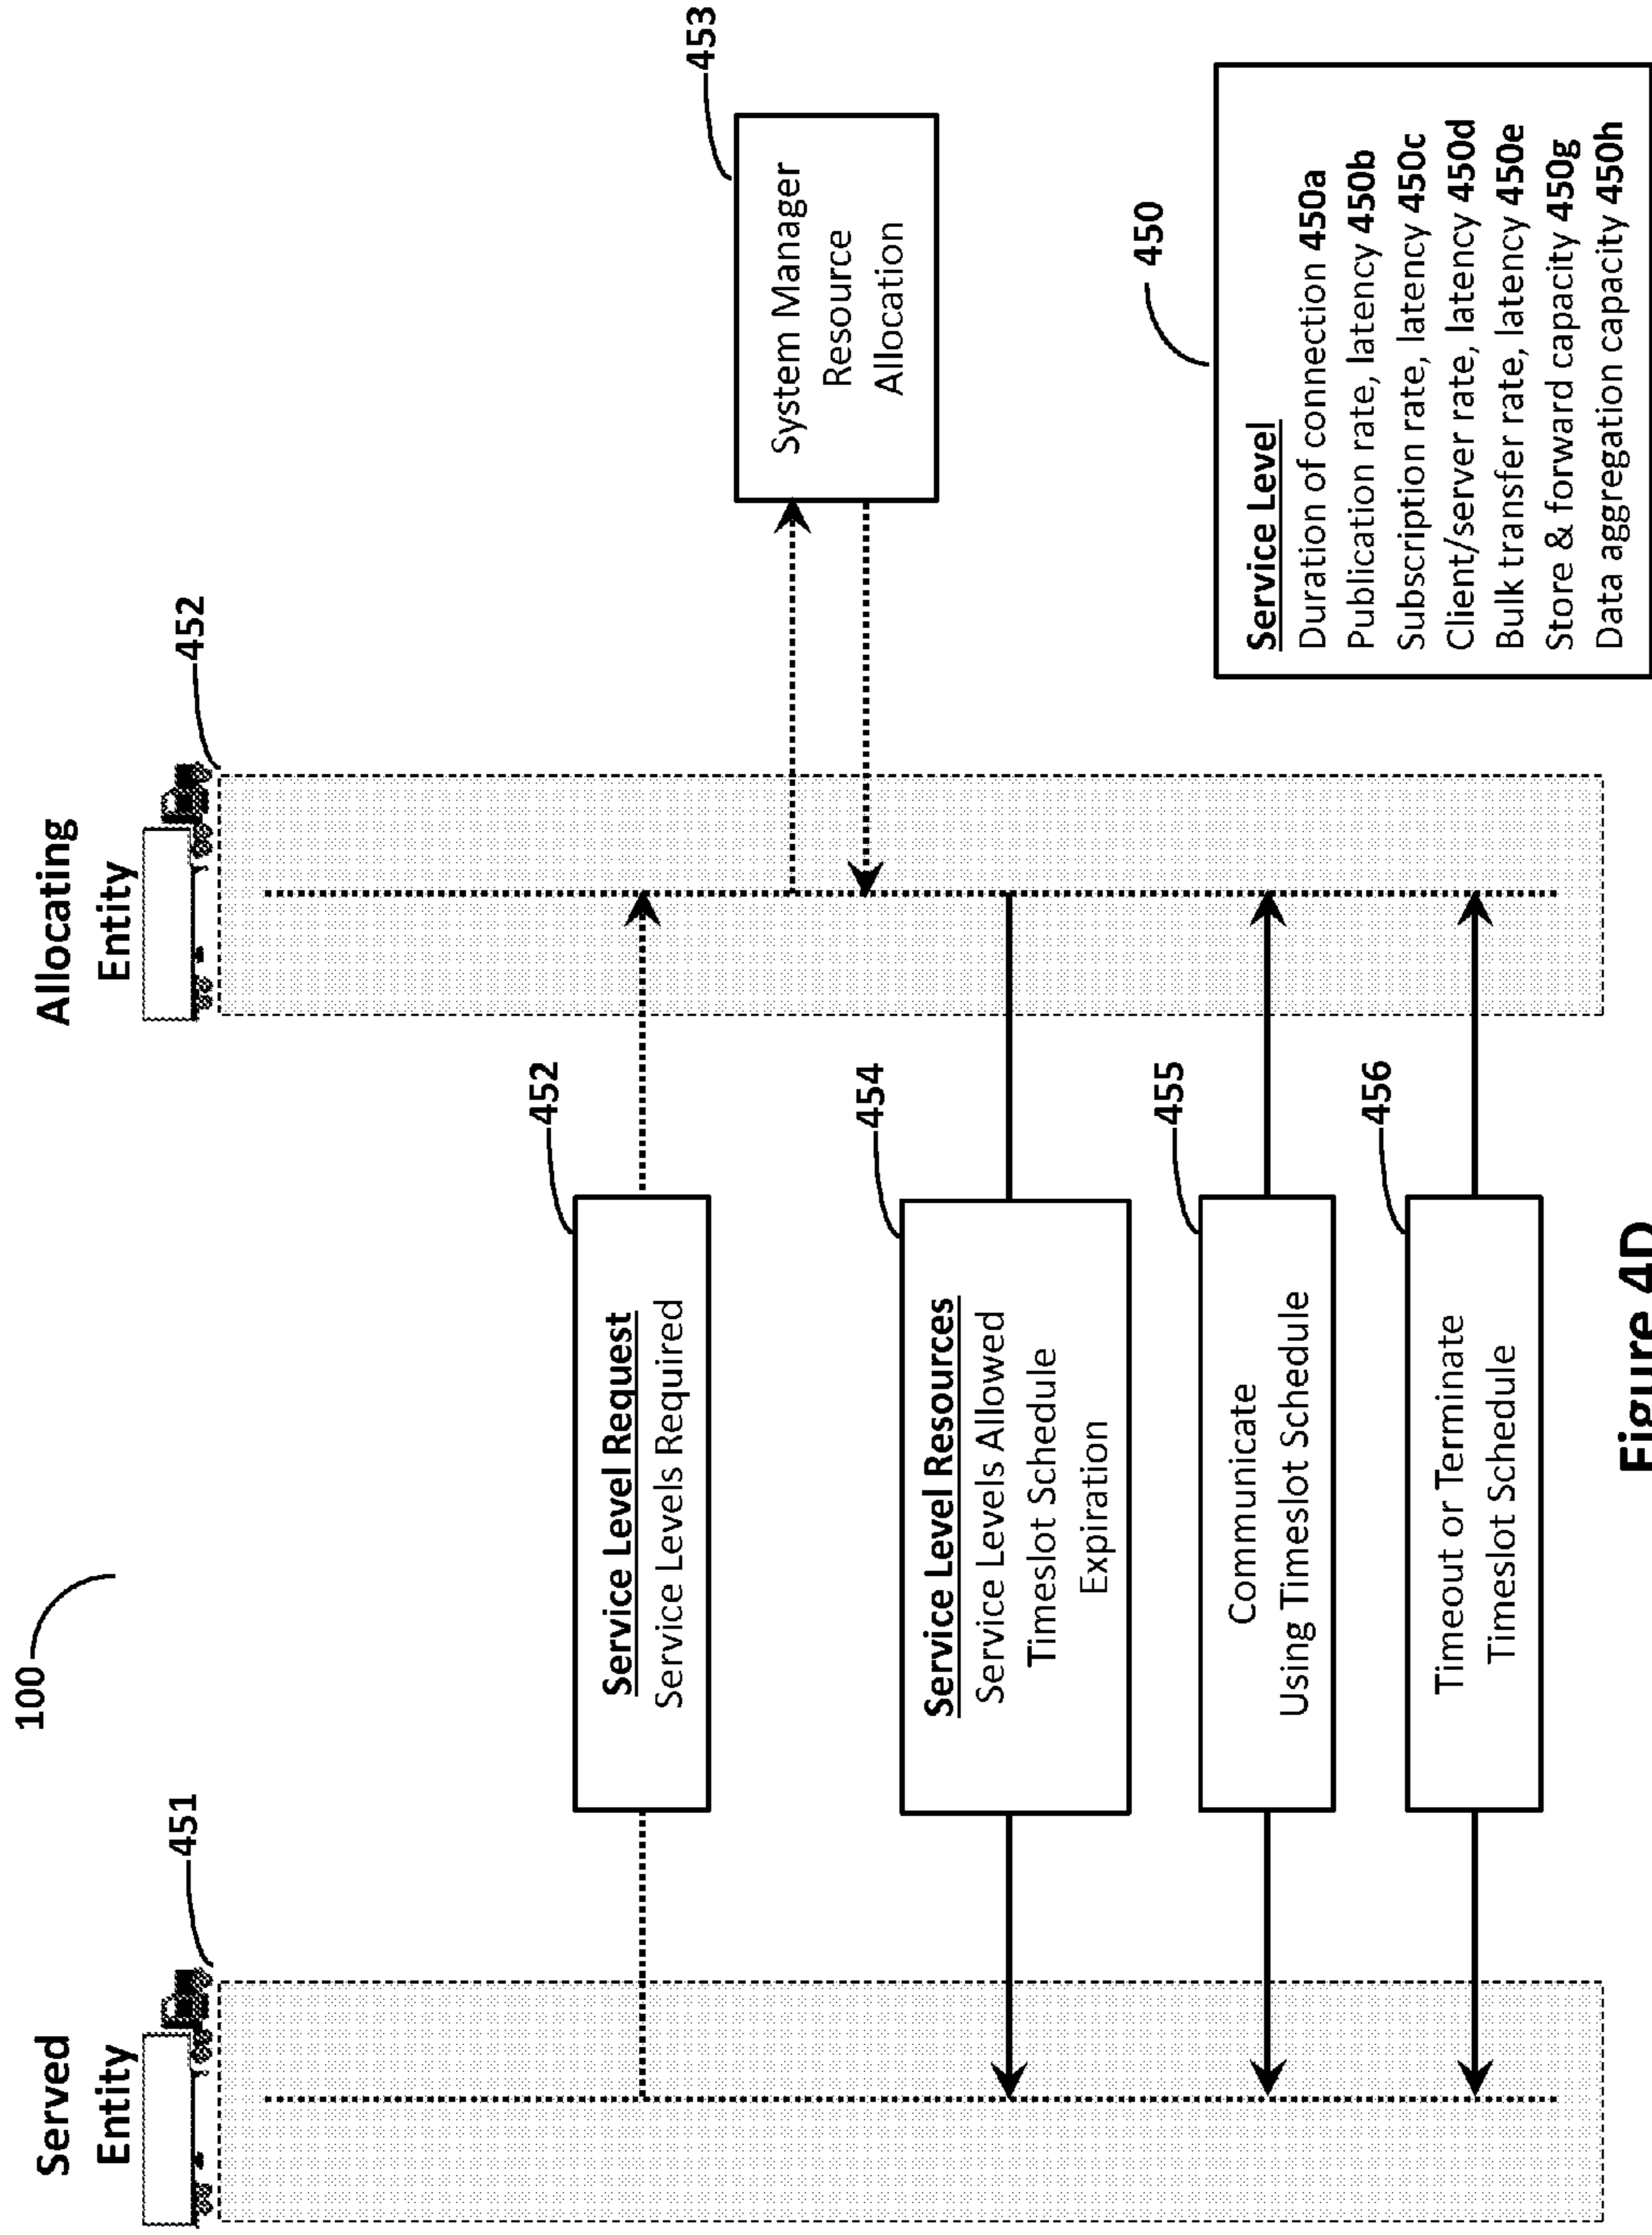 100
Served
Entity
451
Allocating
Entity
452
452
Service Level Request
Service Levels Required
453
System Manager
Resource
Allocation
454
Service Level Resources
Service Levels Allowed
Timeslot Schedule
Expiration
455
Communicate
Using Timeslot Schedule
456
Timeout or Terminate
Timeslot Schedule
450
Service Level
Duration of connection 450a
Publication rate, latency 450b
Subscription rate, latency 450c
Client/server rate, latency 450d
Bulk transfer rate, latency 450e
Store & forward capacity 450g
Data aggregation capacity 450h
Figure 4D